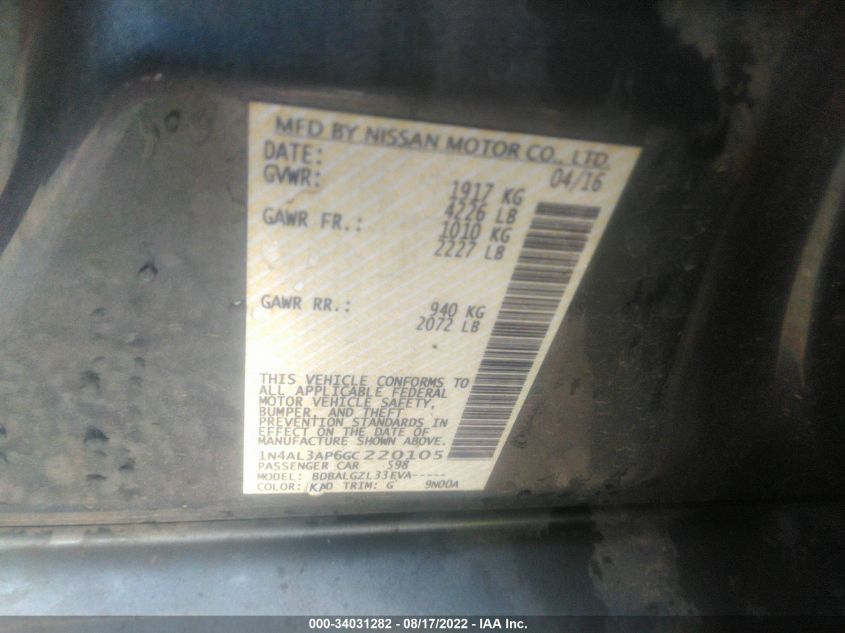 MFD BY NISSAN MOTOR CO., LTD.
DATE: 04/16
GVWR: 1917 KG
4226 LB
GAWR FR.: 1010 KG
2227 LB
GAWR RR.: 940 KG
2072 LB
THIS VEHICLE CONFORMS TO
ALL APPLICABLE FEDERAL
MOTOR VEHICLE SAFETY,
BUMPER, AND THEFT
PREVENTION STANDARDS IN
EFFECT ON THE DATE OF
MANUFACTURE SHOWN ABOVE.
1N4AL3AP6GC220105
PASSENGER CAR 598
MODEL: BDBALGZL33EVA-----
COLOR: KAD TRIM: G 9N00A
000-34031282 - 08/17/2022 - IAA Inc.